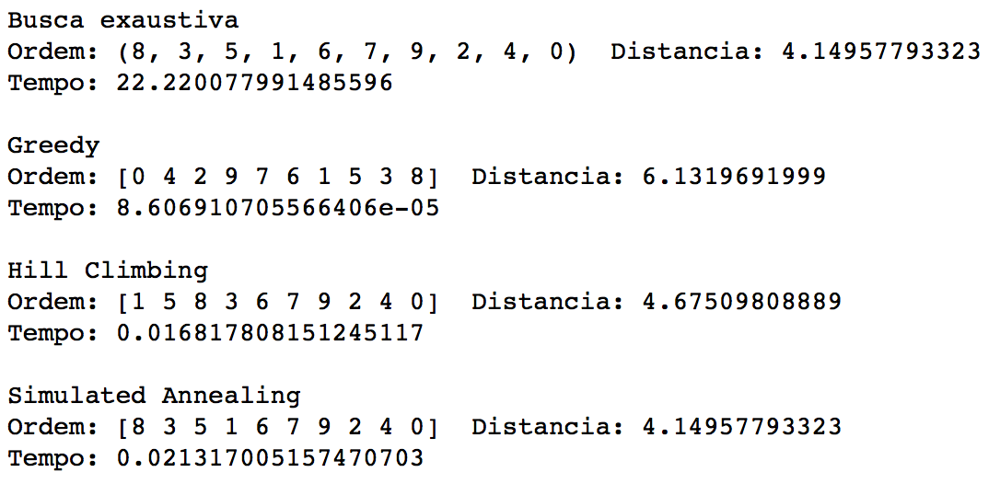 Busca exaustiva
Ordem: (8, 3, 5, 1, 6, 7, 9, 2, 4, 0)  Distancia: 4.14957793323
Tempo: 22.220077991485596
Greedy
Ordem: [0 4 2 9 7 6 1 5 3 8]  Distancia: 6.1319691999
Tempo: 8.606910705566406e-05
Hill Climbing
Ordem: [1 5 8 3 6 7 9 2 4 0]  Distancia: 4.67509808889
Tempo: 0.016817808151245117
Simulated Annealing
Ordem: [8 3 5 1 6 7 9 2 4 0]  Distancia: 4.14957793323
Tempo: 0.021317005157470703